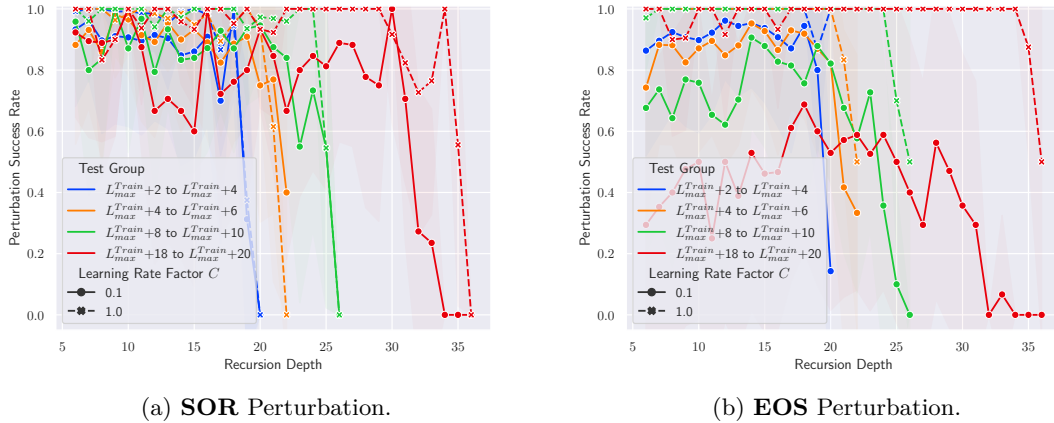 1.0
0.8
0.6
0.4
0.2
0.0
Perturbation Success Rate
Test Group
L_max^Train+2 to L_max^Train+4
L_max^Train+4 to L_max^Train+6
L_max^Train+8 to L_max^Train+10
L_max^Train+18 to L_max^Train+20
Learning Rate Factor C
0.1
1.0
5 10 15 20 25 30 35
Recursion Depth
(a) SOR Perturbation.
1.0
0.8
0.6
0.4
0.2
0.0
Perturbation Success Rate
Test Group
L_max^Train+2 to L_max^Train+4
L_max^Train+4 to L_max^Train+6
L_max^Train+8 to L_max^Train+10
L_max^Train+18 to L_max^Train+20
Learning Rate Factor C
0.1
1.0
5 10 15 20 25 30 35
Recursion Depth
(b) EOS Perturbation.